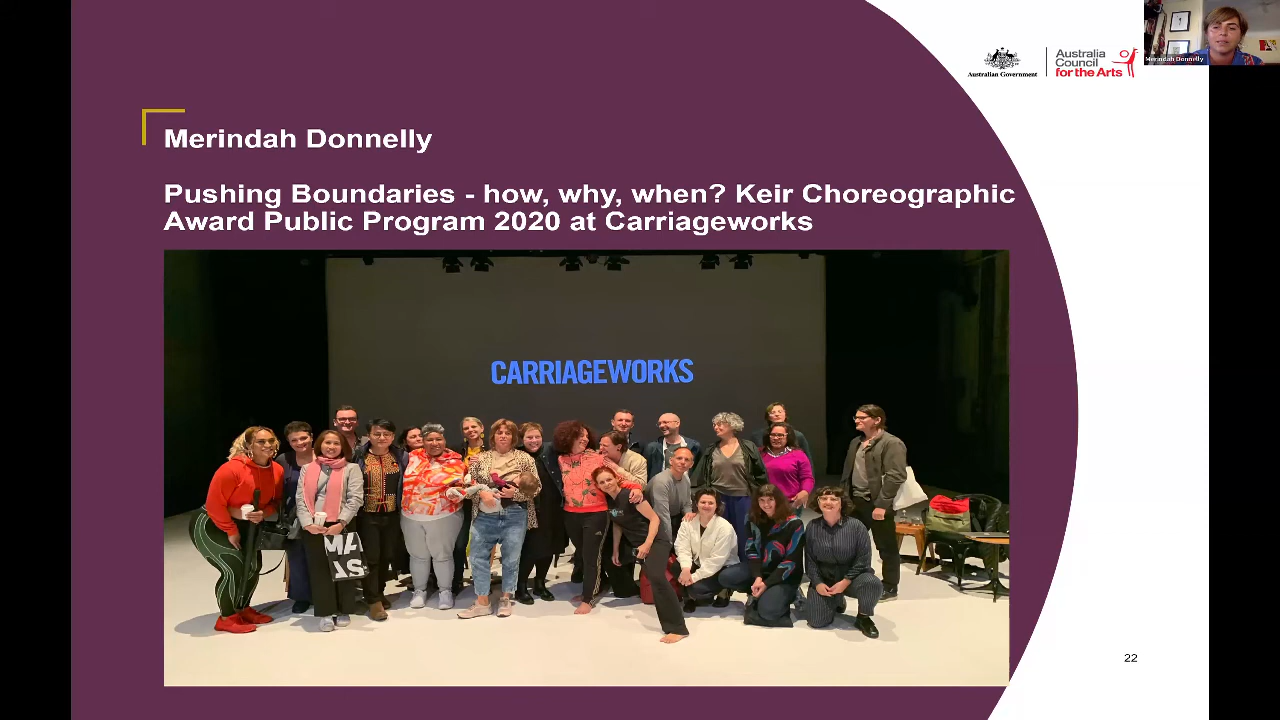 Australian Government
Australia
Council
for the Arts
Merindah Donnelly
Merindah Donnelly
Pushing Boundaries - how, why, when? Keir Choreographic
Award Public Program 2020 at Carriageworks
CARRIAGEWORKS
MA
22